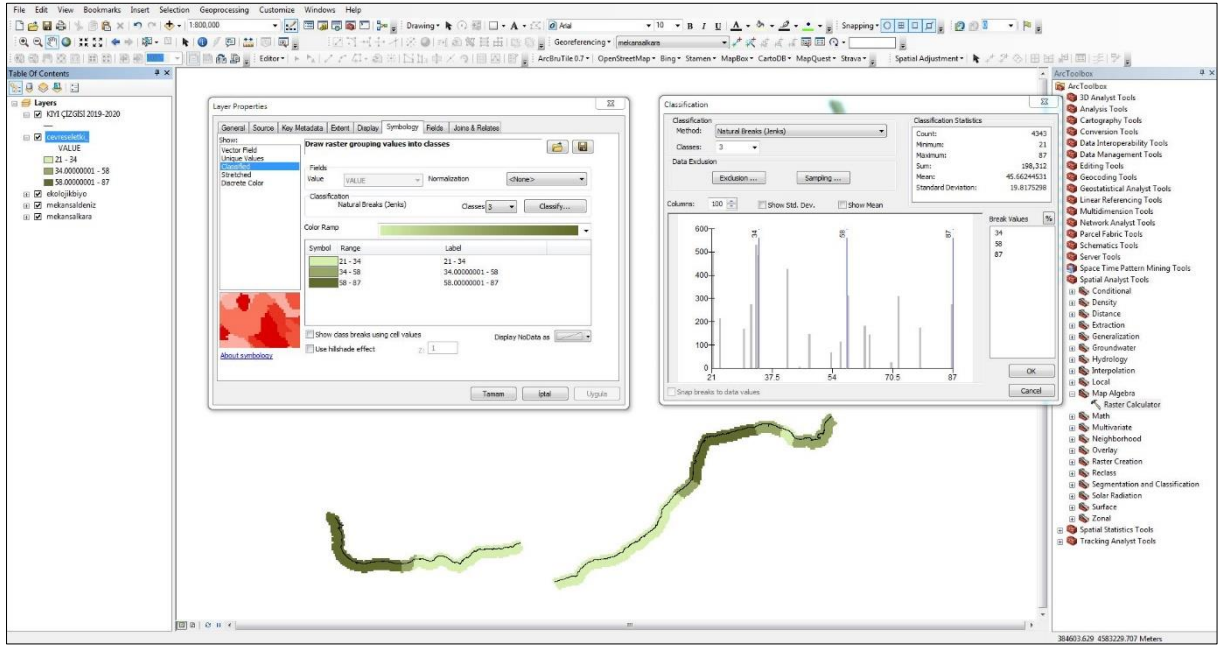 File Edit View Bookmarks Insert Selection Geoprocessing Customize Windows Help
1:800,000 Drawing Arial 10 B I U A Snapping
Georeferencing mekansalkara
Editor ArcBruTile 0.7 OpenStreetMap Bing Stamen MapBox CartoDB MapQuest Strava Spatial Adjustment
Table Of Contents
Layers
KIYI ÇİZGİSİ 2019-2020
cevreseletki
VALUE
21 - 34
34.00000001 - 58
58.00000001 - 87
ekolojikbiyo
mekansaldeniz
mekansalkara
Layer Properties
General Source Key Metadata Extent Display Symbology Fields Joins & Relates
Show:
Vector Field
Unique Values
Classified
Stretched
Discrete Color
Draw raster grouping values into classes
Fields
Value VALUE Normalization <None>
Classification
Natural Breaks (Jenks) Classes 3 Classify...
Color Ramp
Symbol Range Label
21 - 34 21 - 34
34 - 58 34.00000001 - 58
58 - 87 58.00000001 - 87
Show class breaks using cell values Display NoData as
Use hillshade effect Z: 1
About symbology
Tamam İptal Uygula
Classification
Classification
Method: Natural Breaks (Jenks)
Classes: 3
Data Exclusion
Exclusion ... Sampling ...
Classification Statistics
Count: 4343
Minimum: 21
Maximum: 87
Sum: 198,312
Mean: 45.66244531
Standard Deviation: 19.8175298
Columns: 100 Show Std. Dev. Show Mean
Break Values %
34
58
87
34 58 87
600
500
400
300
200
100
0
21 37.5 54 70.5 87
Snap breaks to data values
OK
Cancel
ArcToolbox
ArcToolbox
3D Analyst Tools
Analysis Tools
Cartography Tools
Conversion Tools
Data Interoperability Tools
Data Management Tools
Editing Tools
Geocoding Tools
Geostatistical Analyst Tools
Linear Referencing Tools
Multidimension Tools
Network Analyst Tools
Parcel Fabric Tools
Schematics Tools
Server Tools
Space Time Pattern Mining Tools
Spatial Analyst Tools
Conditional
Density
Distance
Extraction
Generalization
Groundwater
Hydrology
Interpolation
Local
Map Algebra
Raster Calculator
Math
Multivariate
Neighborhood
Overlay
Raster Creation
Reclass
Segmentation and Classification
Solar Radiation
Surface
Zonal
Spatial Statistics Tools
Tracking Analyst Tools
384603.629 4583229.707 Meters